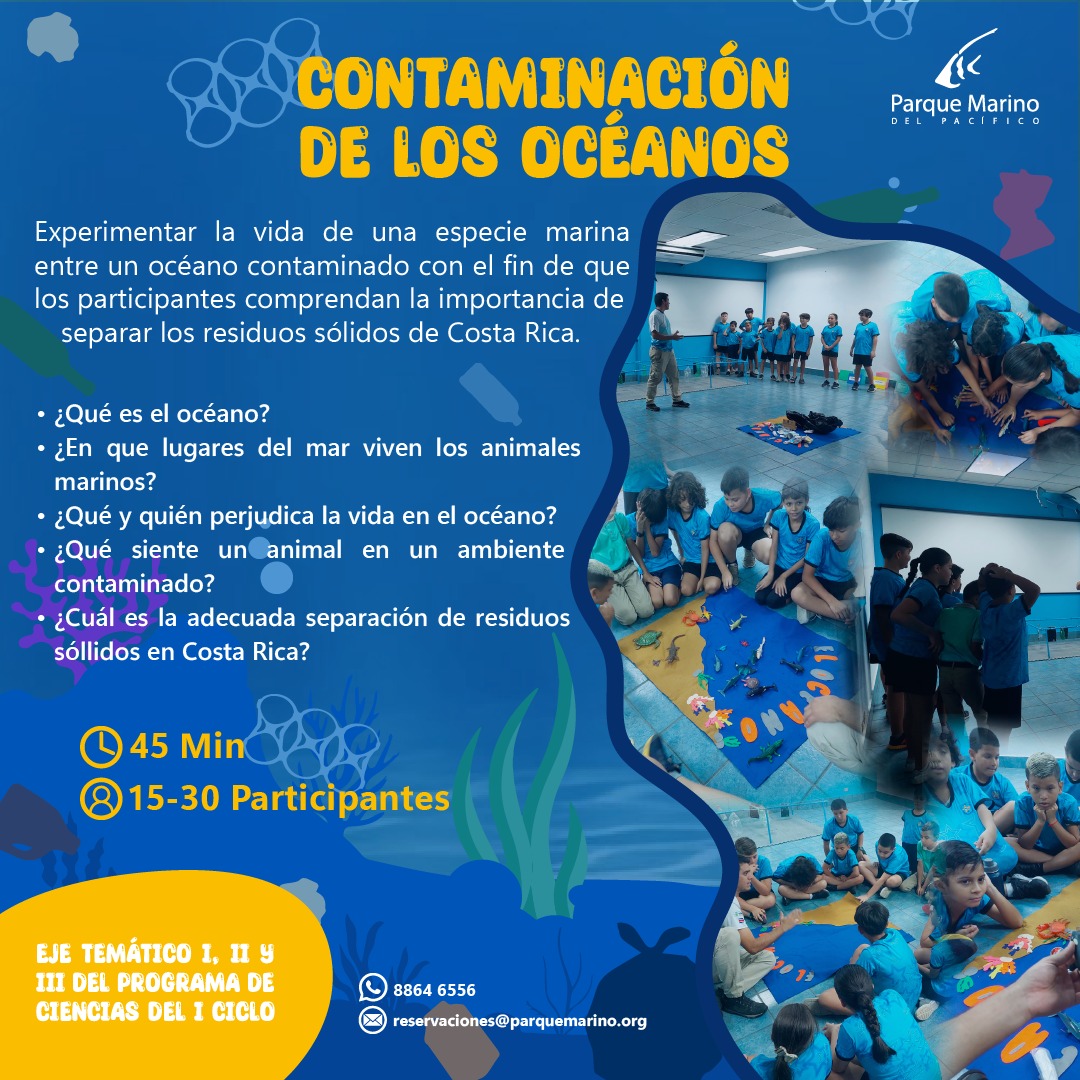 CONTAMINACIÓN
DE LOS OCÉANOS
Parque Marino
DEL PACÍFICO
Experimentar la vida de una especie marina
entre un océano contaminado con el fin de que
los participantes comprendan la importancia de
separar los residuos sólidos de Costa Rica.
• ¿Qué es el océano?
• ¿En que lugares del mar viven los animales
marinos?
• ¿Qué y quién perjudica la vida en el océano?
• ¿Qué siente un animal en un ambiente
contaminado?
• ¿Cuál es la adecuada separación de residuos
sóllidos en Costa Rica?
45 Min
15-30 Participantes
EJE TEMÁTICO I, II Y
III DEL PROGRAMA DE
CIENCIAS DEL I CICLO
8864 6556
reservaciones@parquemarino.org